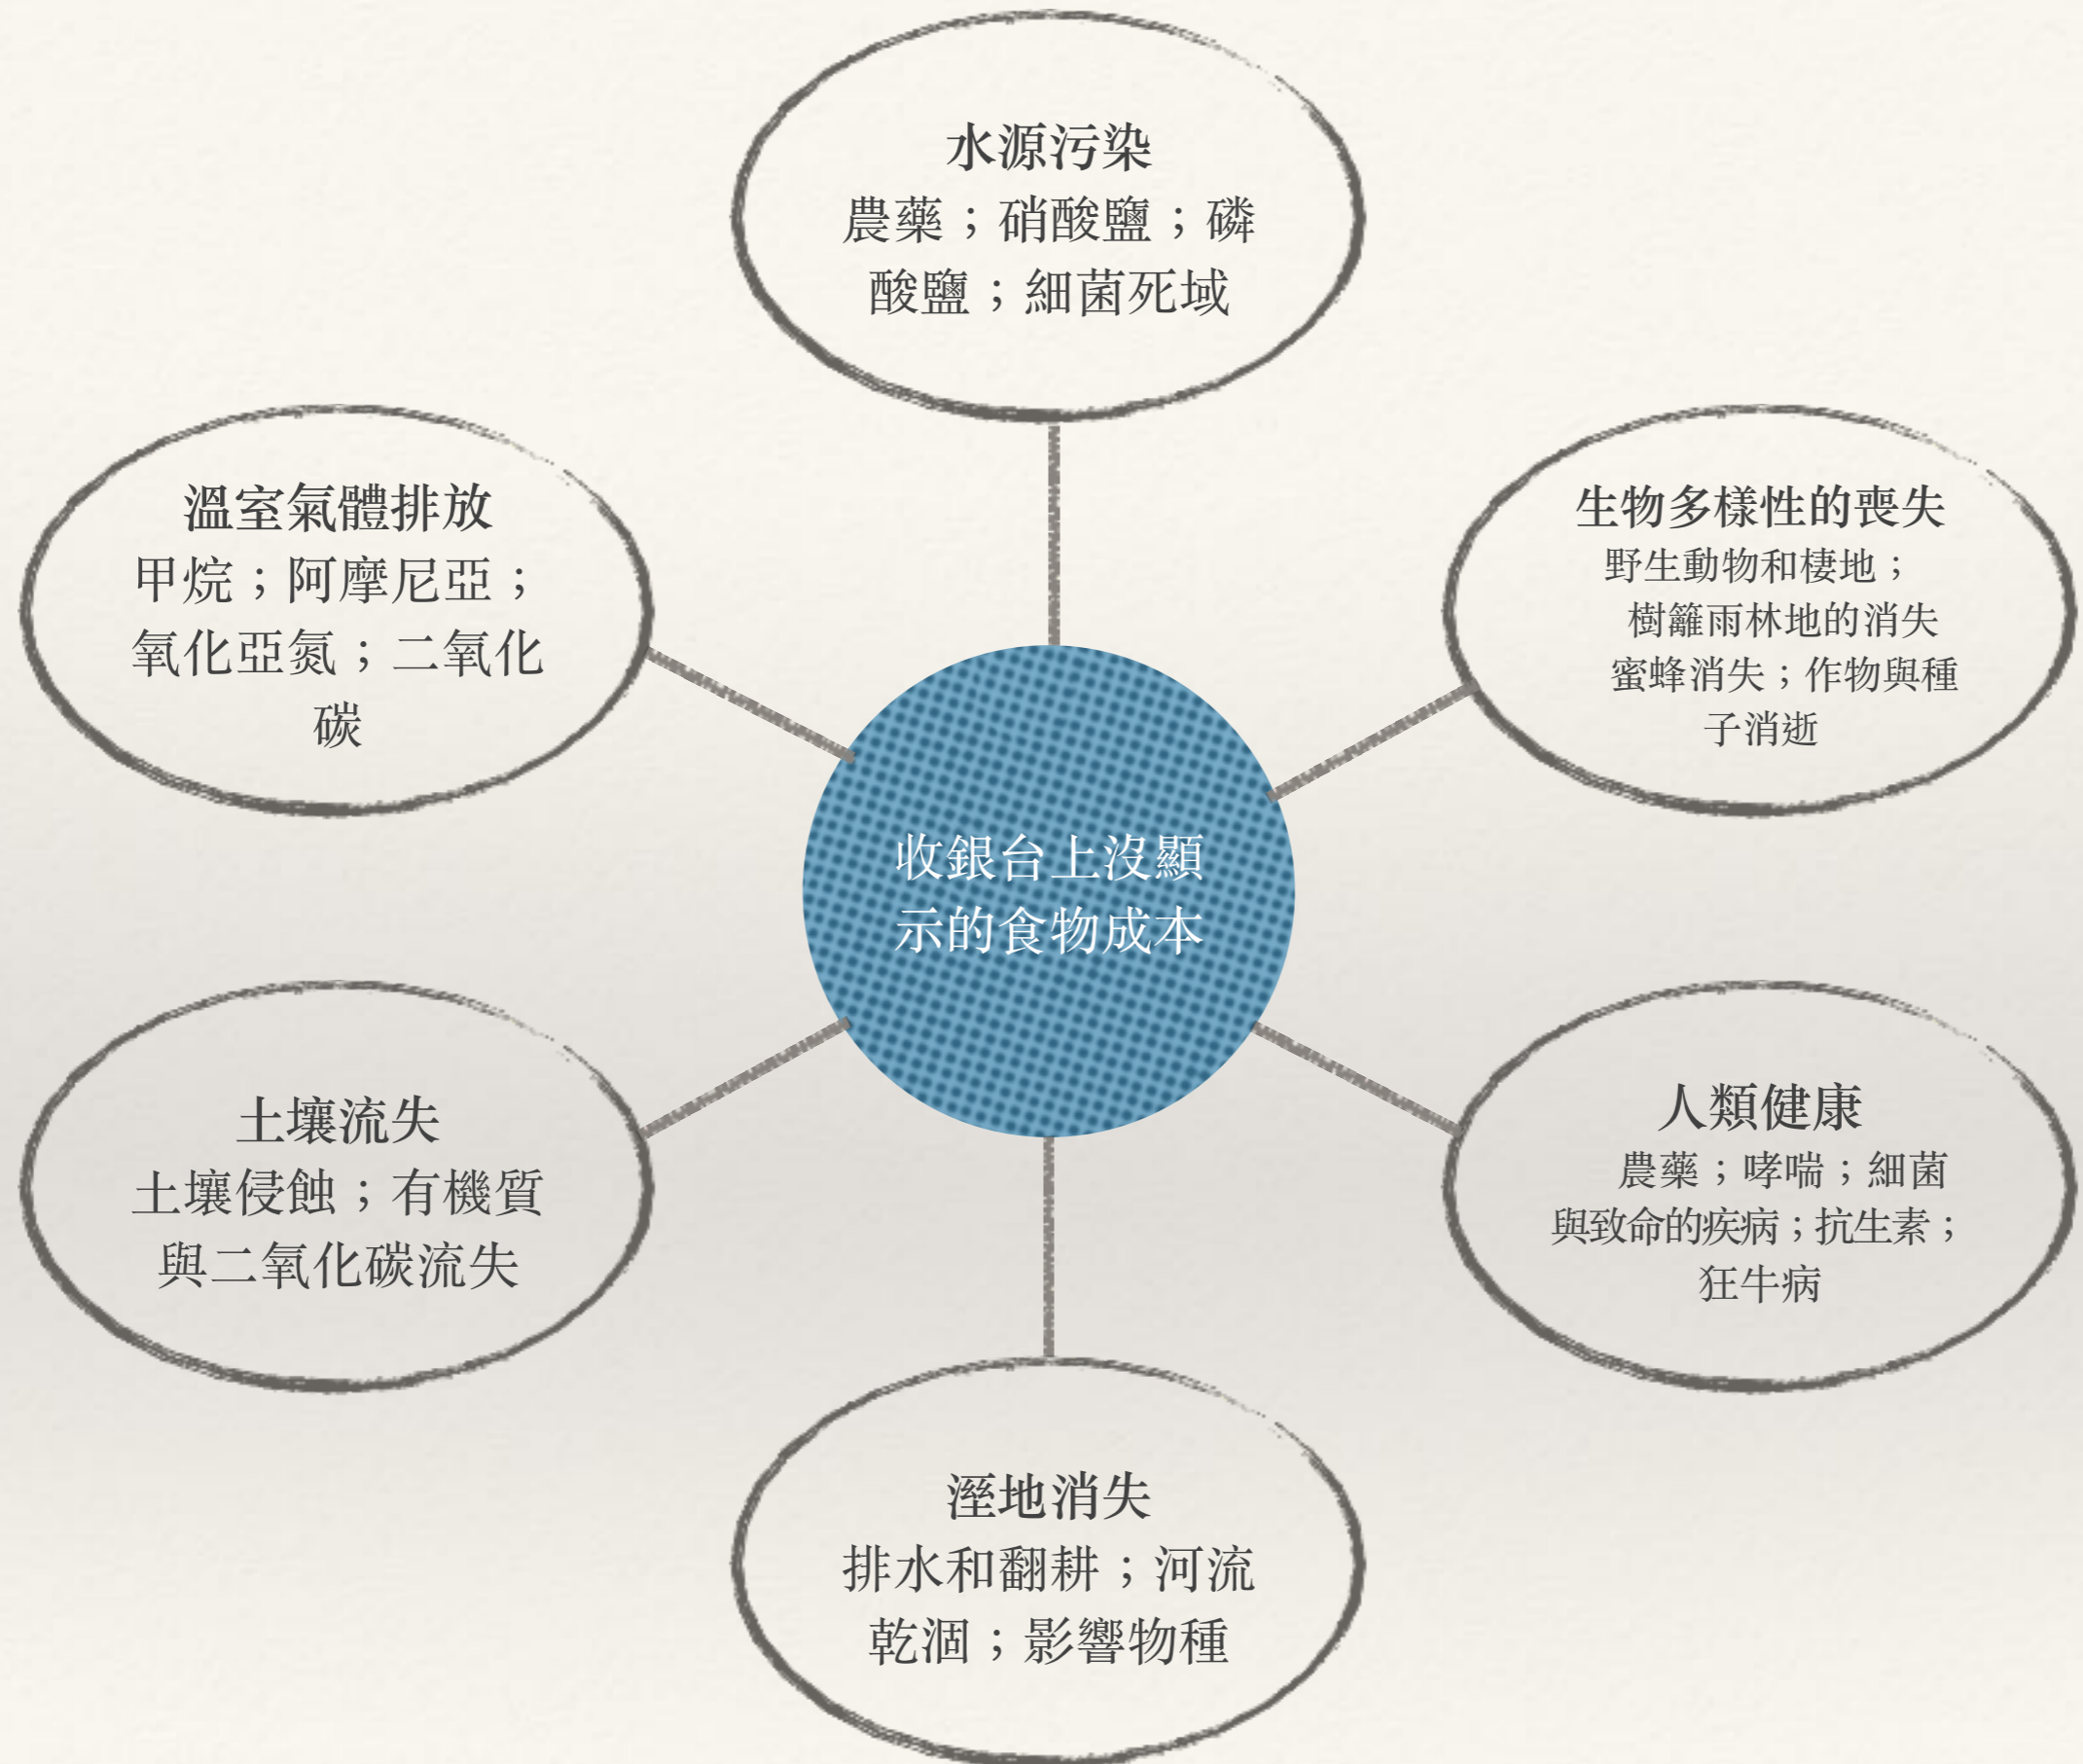 水源污染
農藥；硝酸鹽；磷
酸鹽；細菌死域
溫室氣體排放
甲烷；阿摩尼亞；
氧化亞氮；二氧化
碳
生物多樣性的喪失
野生動物和棲地；
樹籬雨林地的消失
蜜蜂消失；作物與種
子消逝
收銀台上沒顯
示的食物成本
土壤流失
土壤侵蝕；有機質
與二氧化碳流失
人類健康
農藥；哮喘；細菌
與致命的疾病；抗生素；
狂牛病
溼地消失
排水和翻耕；河流
乾涸；影響物種